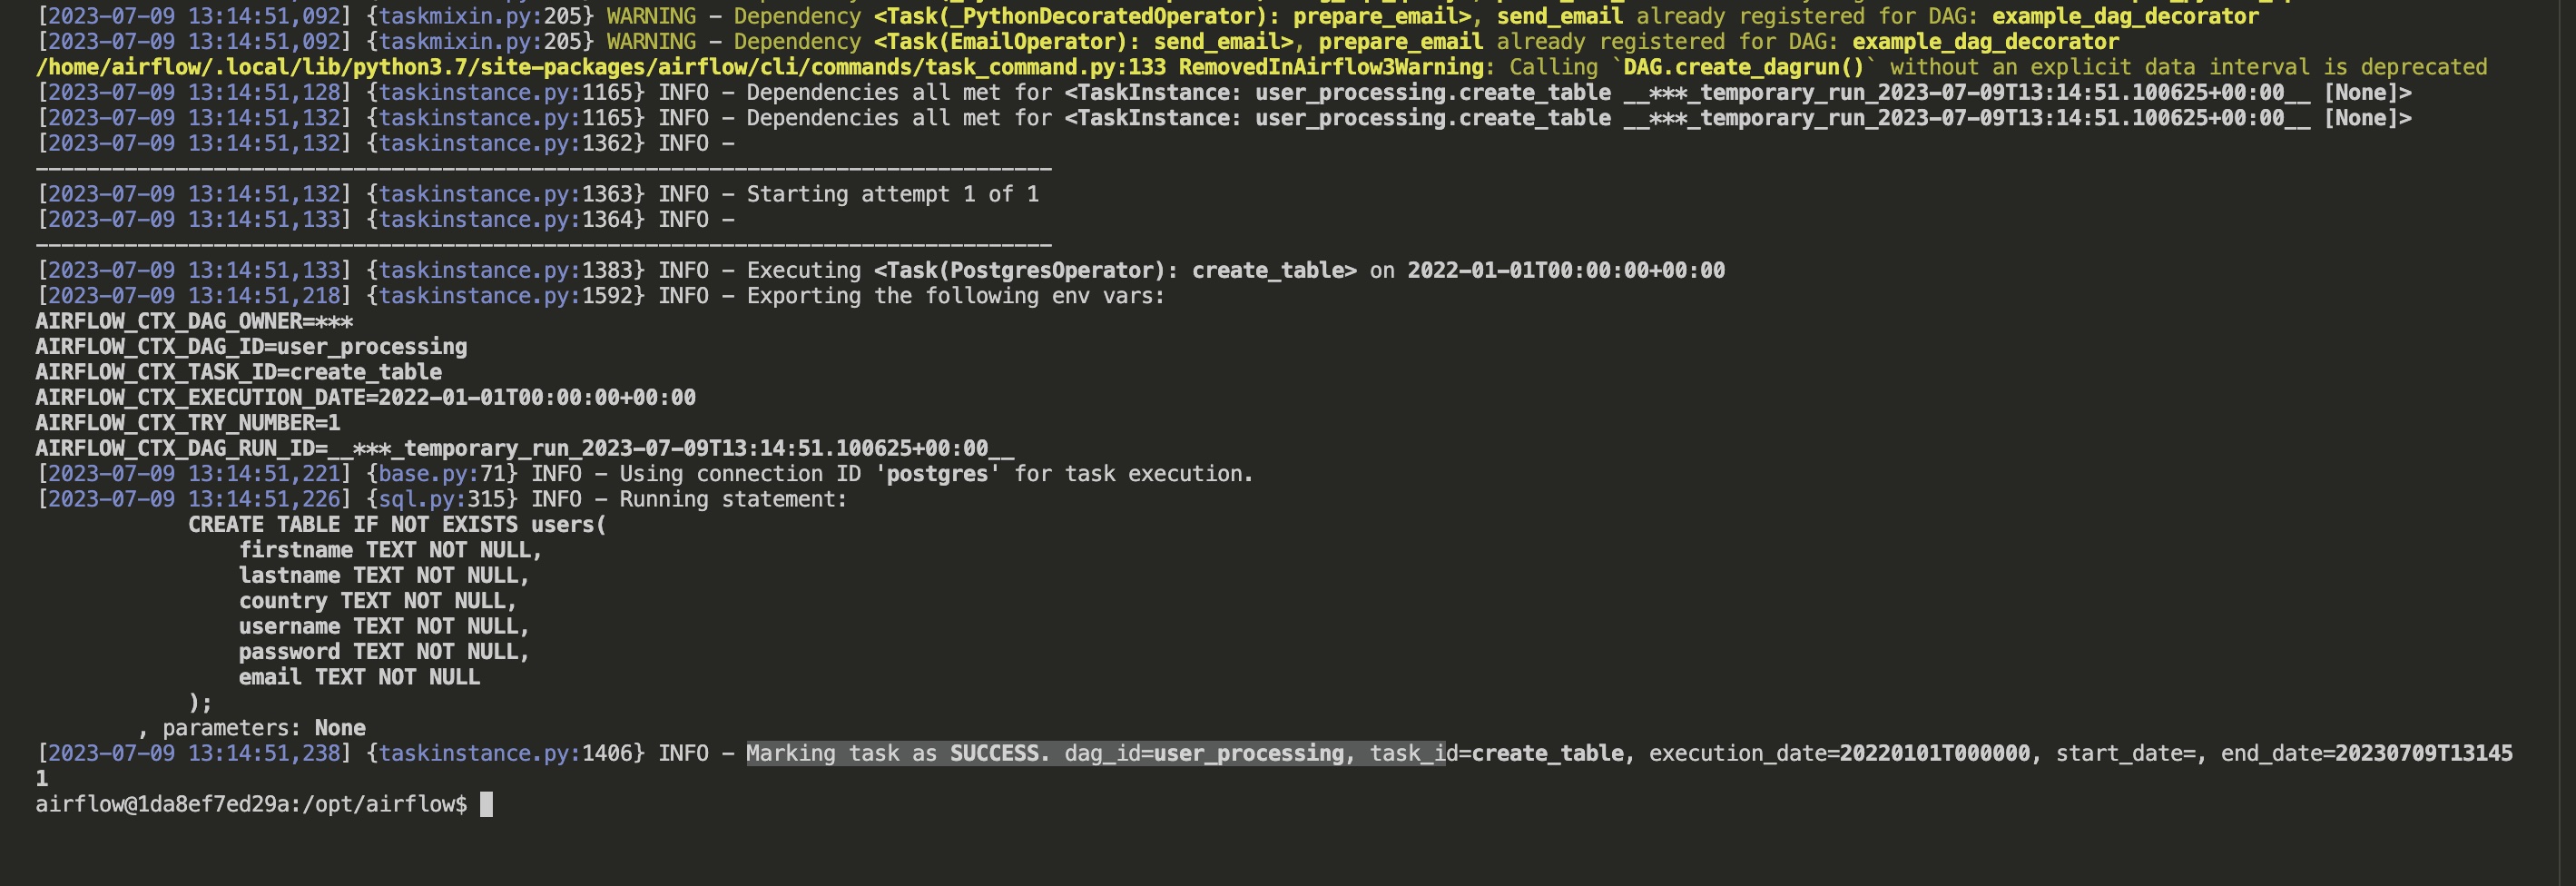 [2023-07-09 13:14:51,092] {taskmixin.py:205} WARNING - Dependency <Task(_PythonDecoratedOperator): prepare_email>, send_email already registered for DAG: example_dag_decorator
[2023-07-09 13:14:51,092] {taskmixin.py:205} WARNING - Dependency <Task(EmailOperator): send_email>, prepare_email already registered for DAG: example_dag_decorator
/home/airflow/.local/lib/python3.7/site-packages/airflow/cli/commands/task_command.py:133 RemovedInAirflow3Warning: Calling `DAG.create_dagrun()` without an explicit data interval is deprecated
[2023-07-09 13:14:51,128] {taskinstance.py:1165} INFO - Dependencies all met for <TaskInstance: user_processing.create_table __***_temporary_run_2023-07-09T13:14:51.100625+00:00__ [None]>
[2023-07-09 13:14:51,132] {taskinstance.py:1165} INFO - Dependencies all met for <TaskInstance: user_processing.create_table __***_temporary_run_2023-07-09T13:14:51.100625+00:00__ [None]>
[2023-07-09 13:14:51,132] {taskinstance.py:1362} INFO -
--------------------------------------------------------------------------------
[2023-07-09 13:14:51,132] {taskinstance.py:1363} INFO - Starting attempt 1 of 1
[2023-07-09 13:14:51,133] {taskinstance.py:1364} INFO -
--------------------------------------------------------------------------------
[2023-07-09 13:14:51,133] {taskinstance.py:1383} INFO - Executing <Task(PostgresOperator): create_table> on 2022-01-01T00:00:00+00:00
[2023-07-09 13:14:51,218] {taskinstance.py:1592} INFO - Exporting the following env vars:
AIRFLOW_CTX_DAG_OWNER=***
AIRFLOW_CTX_DAG_ID=user_processing
AIRFLOW_CTX_TASK_ID=create_table
AIRFLOW_CTX_EXECUTION_DATE=2022-01-01T00:00:00+00:00
AIRFLOW_CTX_TRY_NUMBER=1
AIRFLOW_CTX_DAG_RUN_ID=__***_temporary_run_2023-07-09T13:14:51.100625+00:00__
[2023-07-09 13:14:51,221] {base.py:71} INFO - Using connection ID 'postgres' for task execution.
[2023-07-09 13:14:51,226] {sql.py:315} INFO - Running statement:
CREATE TABLE IF NOT EXISTS users(
firstname TEXT NOT NULL,
lastname TEXT NOT NULL,
country TEXT NOT NULL,
username TEXT NOT NULL,
password TEXT NOT NULL,
email TEXT NOT NULL
);
, parameters: None
[2023-07-09 13:14:51,238] {taskinstance.py:1406} INFO - Marking task as SUCCESS. dag_id=user_processing, task_id=create_table, execution_date=20220101T000000, start_date=, end_date=20230709T13145
1
airflow@1da8ef7ed29a:/opt/airflow$